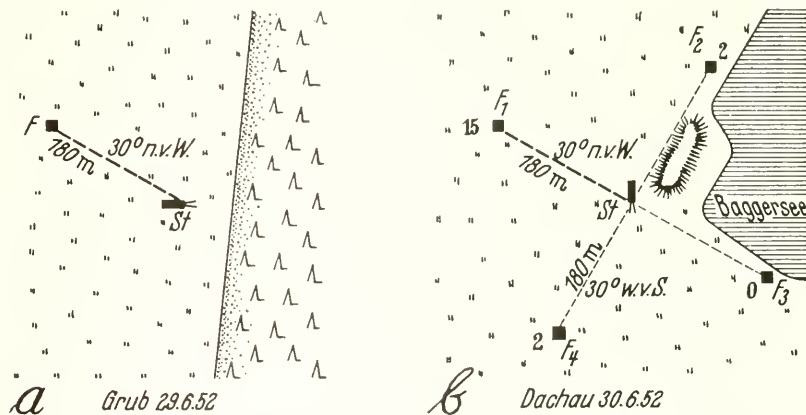 F
180 m
30° n.v.W.
St
a
Grub 29.6.52
F2
2
F1
15
30° n.v.W.
180 m
St
Baggersee
180 m
30° w.v.S.
0
F3
2
F4
b
Dachau 30.6.52